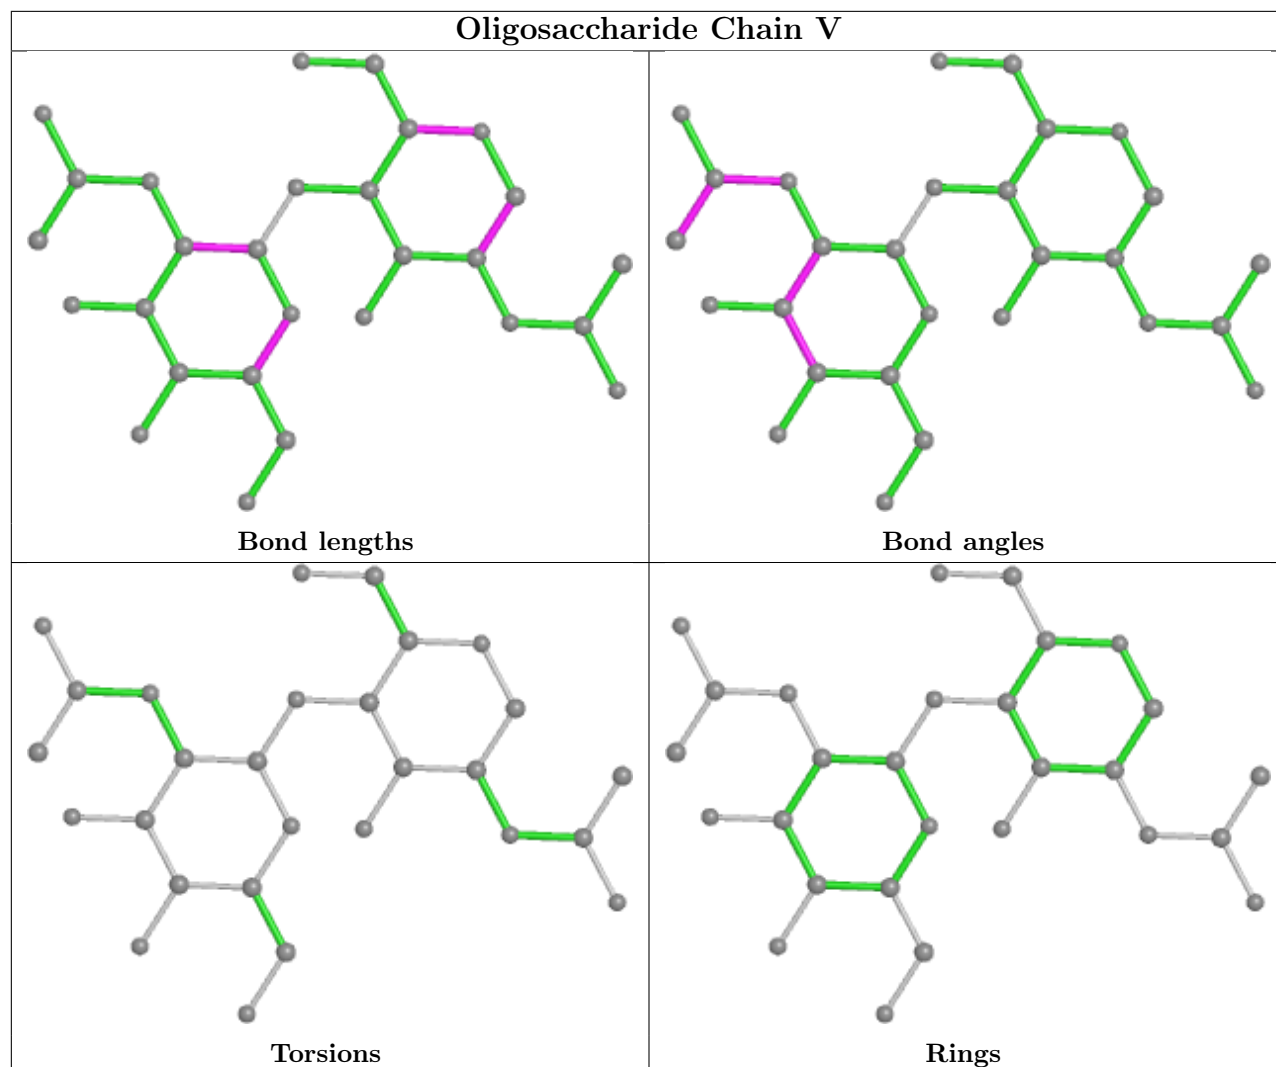 Oligosaccharide Chain V
Bond lengths
Bond angles
Torsions
Rings